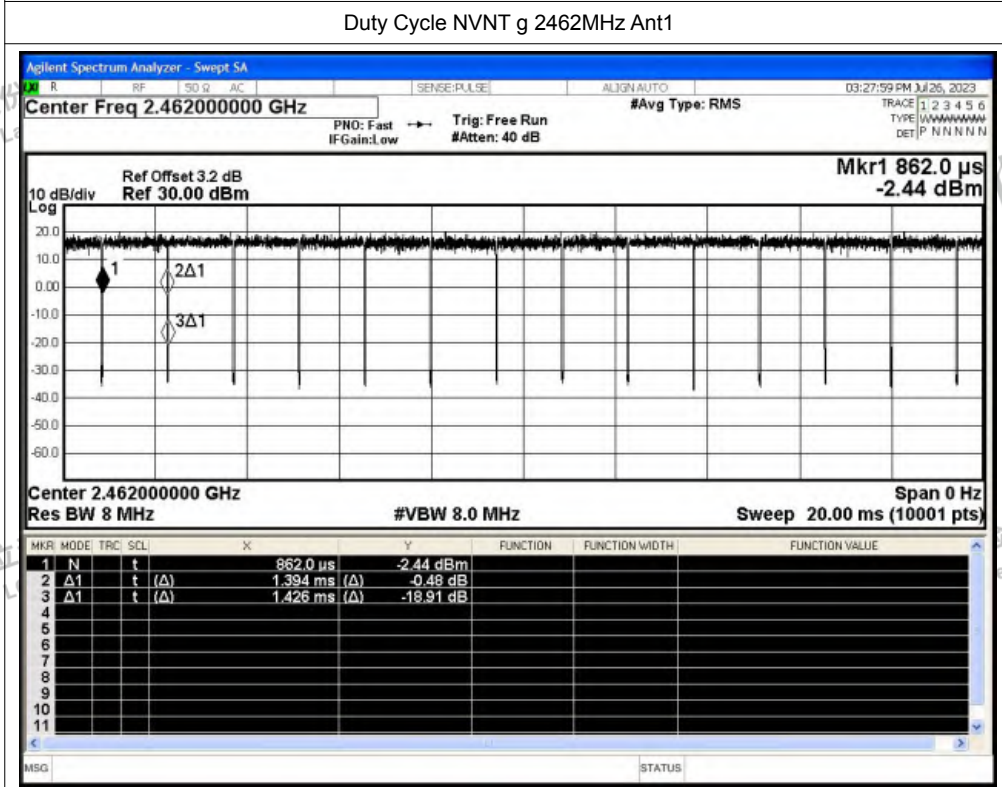 Duty Cycle NVNT g 2462MHz Ant1
Agilent Spectrum Analyzer - Swept SA
R RF 50 Ω AC SENSE:PULSE ALIGN AUTO 03:27:59 PM Jul 26, 2023
Center Freq 2.462000000 GHz #Avg Type: RMS TRACE 1 2 3 4 5 6
PNO: Fast Trig: Free Run TYPE WWWWWW
IFGain:Low #Atten: 40 dB DET P N N N N N
Mkr1 862.0 µs
Ref Offset 3.2 dB
10 dB/div Ref 30.00 dBm -2.44 dBm
Log
20.0
10.0
1 2Δ1
0.00
-10.0
3Δ1
-20.0
-30.0
-40.0
-50.0
-60.0
Center 2.462000000 GHz Span 0 Hz
Res BW 8 MHz #VBW 8.0 MHz Sweep 20.00 ms (10001 pts)
MKR MODE TRC SCL X Y FUNCTION FUNCTION WIDTH FUNCTION VALUE
1 N t 862.0 µs -2.44 dBm
2 Δ1 t (Δ) 1.394 ms (Δ) -0.48 dB
3 Δ1 t (Δ) 1.426 ms (Δ) -18.91 dB
4
5
6
7
8
9
10
11
MSG STATUS